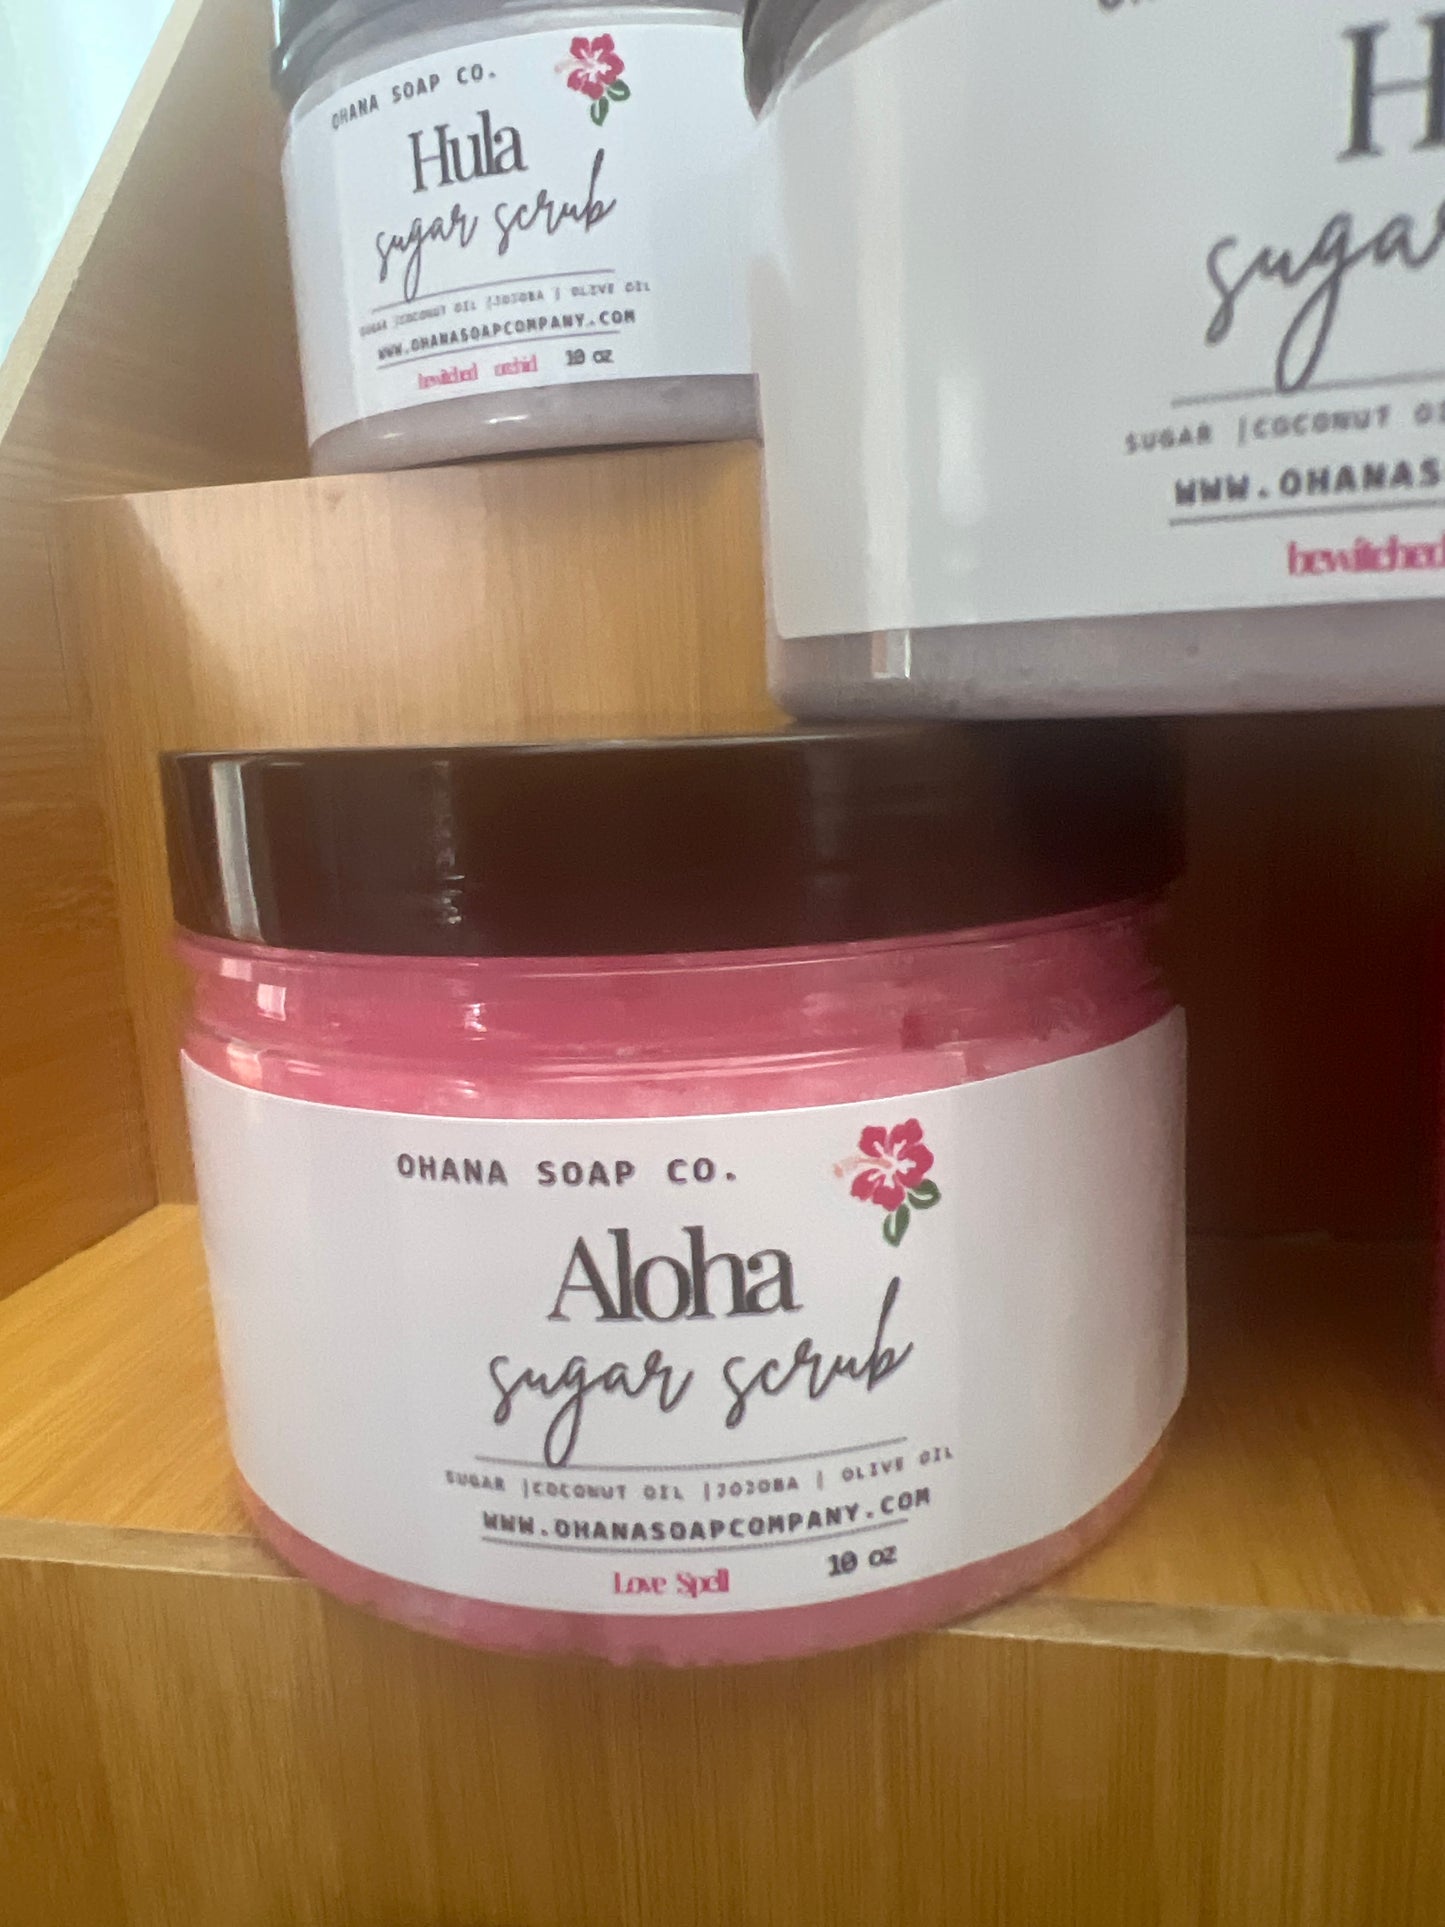 OHANA SOAP CO.
Hula
sugar scrub
SUGAR |COCONUT OIL |JOJOBA | OLIVE OIL
WWW.OHANASOAPCOMPANY.COM
bewitched orchid 10 oz
H
sugar
SUGAR |COCONUT OI
WWW.OHANAS
bewitched
OHANA SOAP CO.
Aloha
sugar scrub
SUGAR |COCONUT OIL |JOJOBA | OLIVE OIL
WWW.OHANASOAPCOMPANY.COM
Love Spell 10 oz